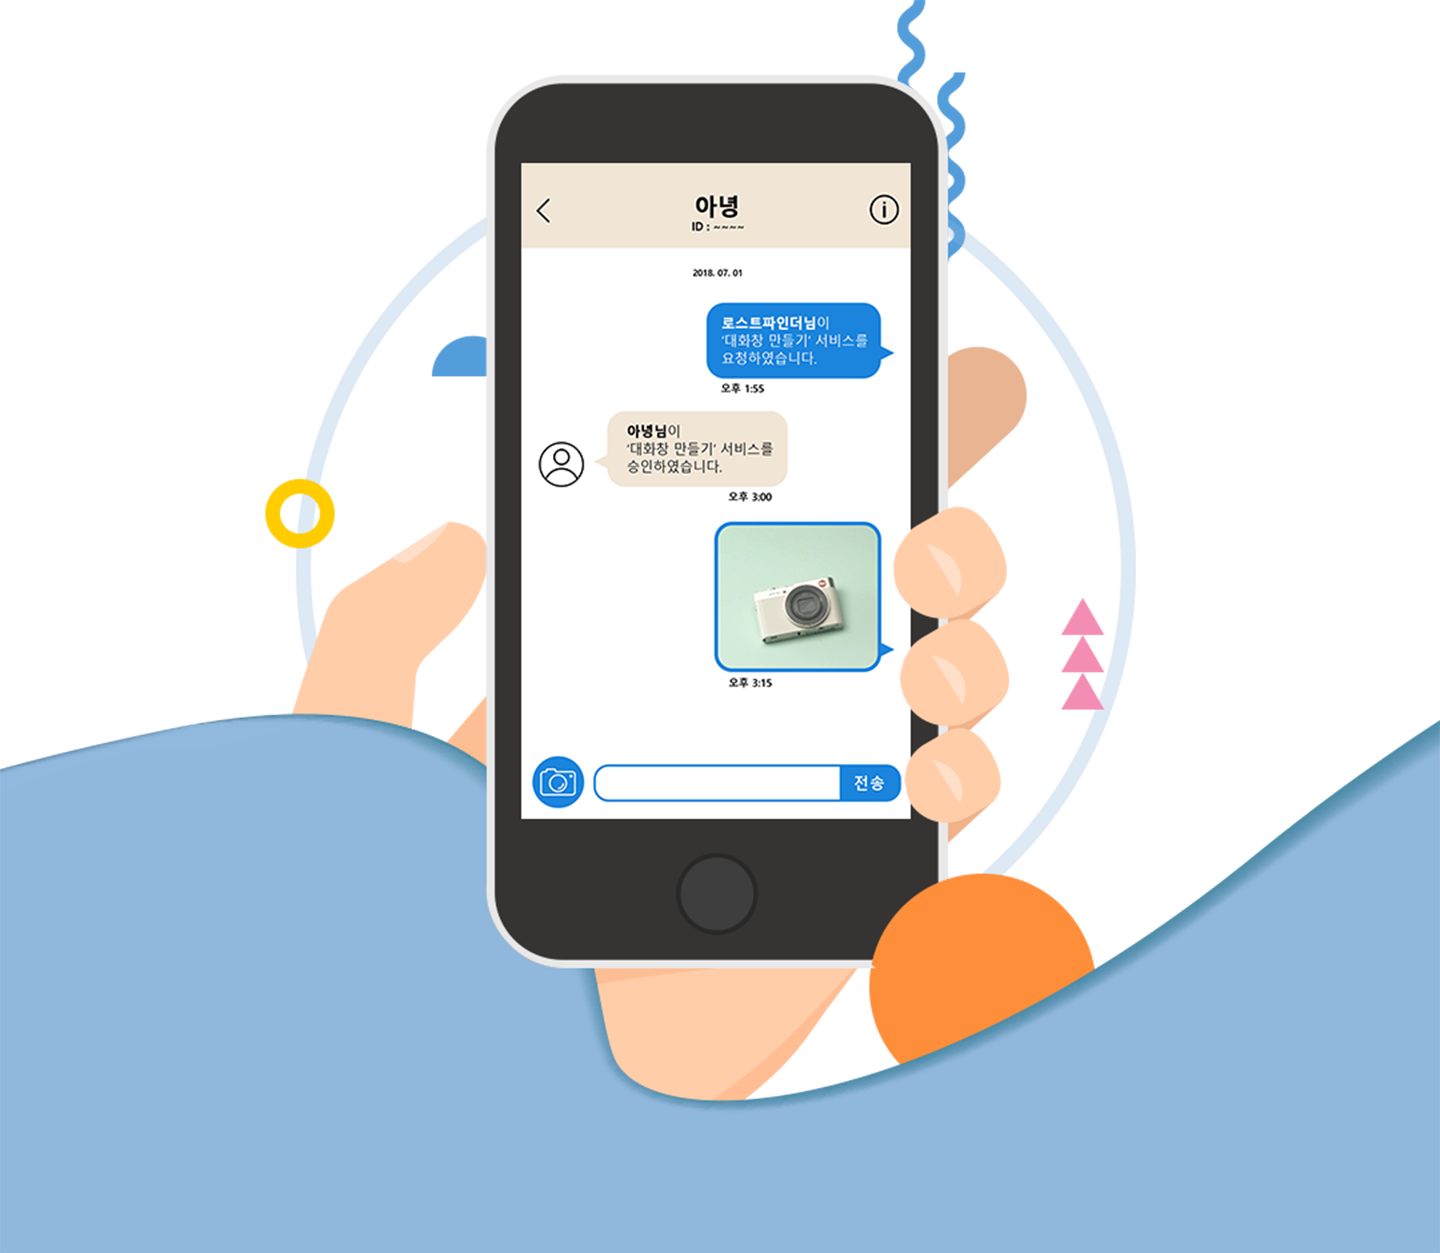 아녕
ID : ~~~~
2018. 07. 01
로스트파인더님이
'대화창 만들기' 서비스를
요청하였습니다.
오후 1:55
아녕님이
'대화창 만들기' 서비스를
승인하였습니다.
오후 3:00
오후 3:15
전송